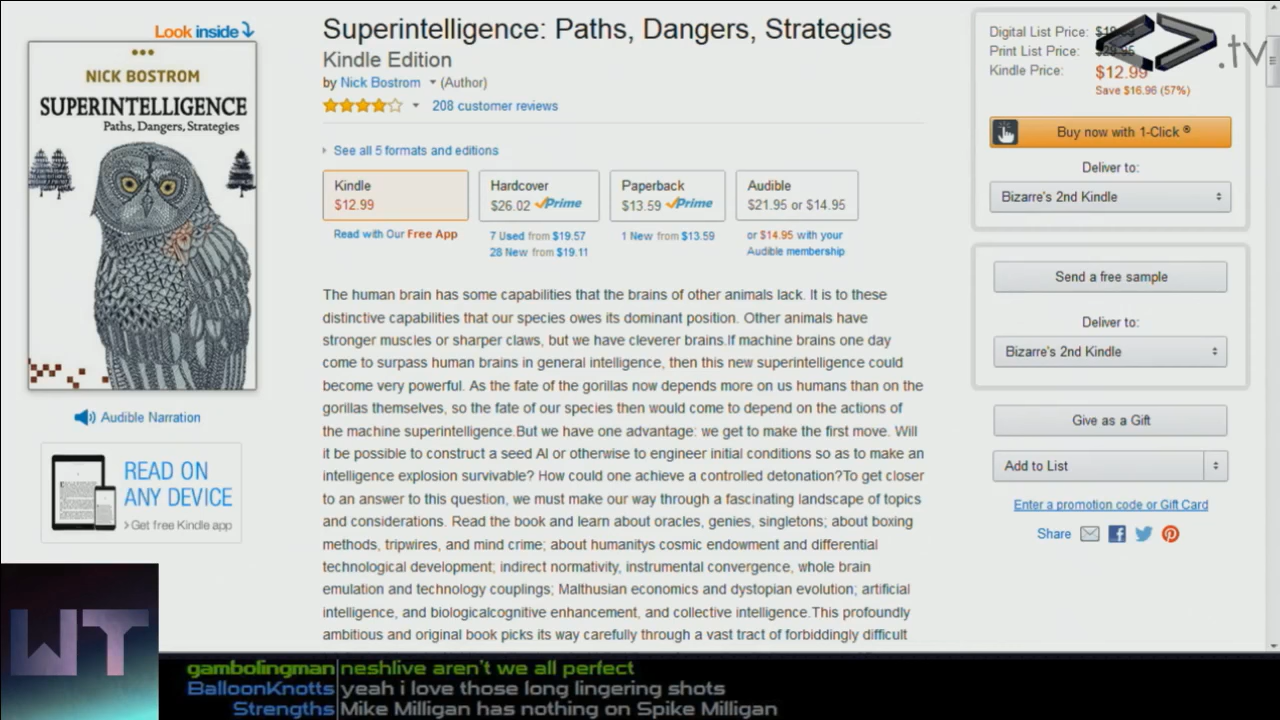 Look inside
NICK BOSTROM
SUPERINTELLIGENCE
Paths, Dangers, Strategies
Audible Narration
READ ON
ANY DEVICE
Get free Kindle app
Superintelligence: Paths, Dangers, Strategies
Kindle Edition
by Nick Bostrom (Author)
208 customer reviews
See all 5 formats and editions
Kindle
$12.99
Read with Our Free App
Hardcover
$26.02 Prime
7 Used from $19.57
28 New from $19.11
Paperback
$13.59 Prime
1 New from $13.59
Audible
$21.95 or $14.95
or $14.95 with your
Audible membership
The human brain has some capabilities that the brains of other animals lack. It is to these
distinctive capabilities that our species owes its dominant position. Other animals have
stronger muscles or sharper claws, but we have cleverer brains.If machine brains one day
come to surpass human brains in general intelligence, then this new superintelligence could
become very powerful. As the fate of the gorillas now depends more on us humans than on the
gorillas themselves, so the fate of our species then would come to depend on the actions of
the machine superintelligence.But we have one advantage: we get to make the first move. Will
it be possible to construct a seed AI or otherwise to engineer initial conditions so as to make an
intelligence explosion survivable? How could one achieve a controlled detonation?To get closer
to an answer to this question, we must make our way through a fascinating landscape of topics
and considerations. Read the book and learn about oracles, genies, singletons; about boxing
methods, tripwires, and mind crime; about humanitys cosmic endowment and differential
technological development; indirect normativity, instrumental convergence, whole brain
emulation and technology couplings; Malthusian economics and dystopian evolution; artificial
intelligence, and biologicalcognitive enhancement, and collective intelligence.This profoundly
ambitious and original book picks its way carefully through a vast tract of forbiddingly difficult
Digital List Price:
Print List Price:
Kindle Price: $12.99
Save $16.96 (57%)
.tv
Buy now with 1-Click ®
Deliver to:
Bizarre's 2nd Kindle
Send a free sample
Deliver to:
Bizarre's 2nd Kindle
Give as a Gift
Add to List
Enter a promotion code or Gift Card
Share
WT
gambolingman neshlive aren't we all perfect
BalloonKnotts yeah i love those long lingering shots
Strengths Mike Milligan has nothing on Spike Milligan